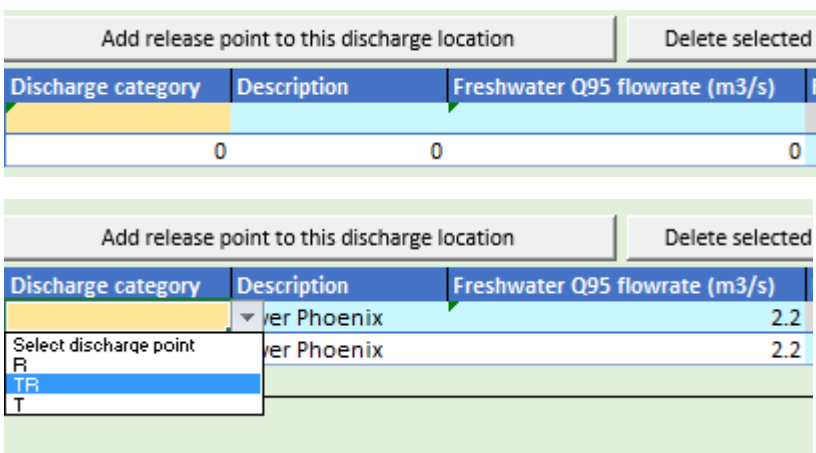 Add release point to this discharge location Delete selected
Discharge category Description Freshwater Q95 flowrate (m3/s)
0 0 0
Add release point to this discharge location Delete selected
Discharge category Description Freshwater Q95 flowrate (m3/s)
ver Phoenix 2.2
Select discharge point ver Phoenix 2.2
R
TR
T